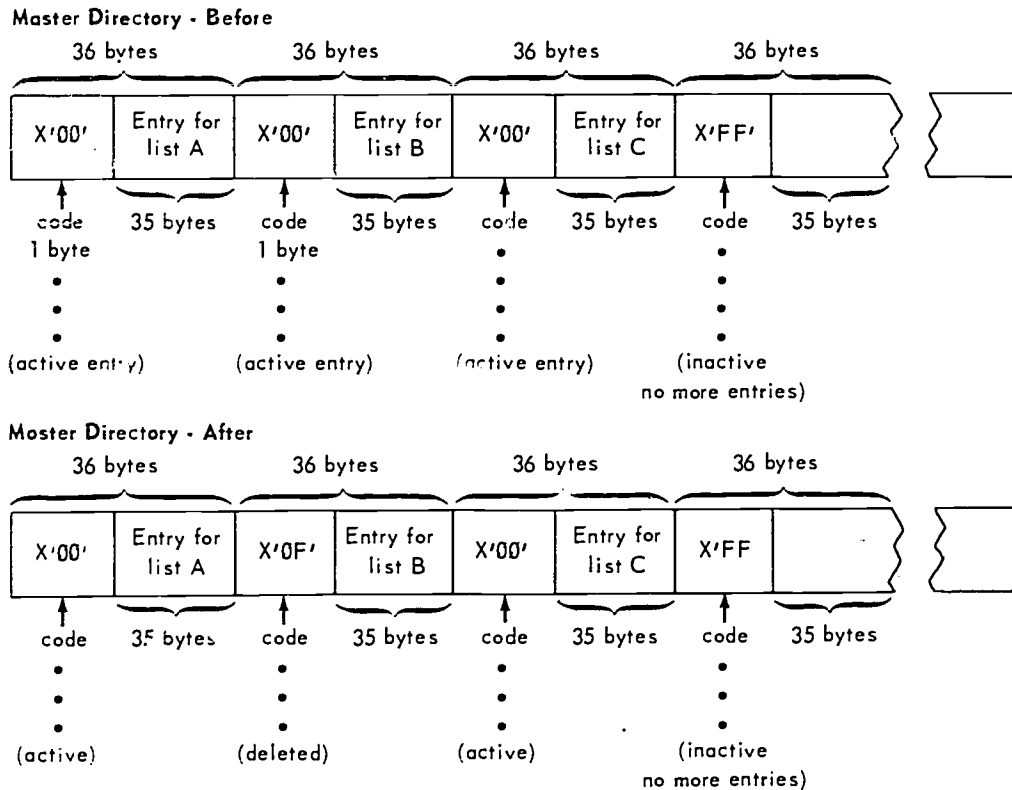 Master Directory - Before
36 bytes 36 bytes 36 bytes 36 bytes
X'00' Entry for list A X'00' Entry for list B X'00' Entry for list C X'FF'
code 35 bytes code 35 bytes code 35 bytes code 35 bytes
1 byte 1 byte
(active entry) (active entry) (active entry) (inactive
no more entries)
Master Directory - After
36 bytes 36 bytes 36 bytes 36 bytes
X'00' Entry for list A X'0F' Entry for list B X'00' Entry for list C X'FF
code 35 bytes code 35 bytes code 35 bytes code 35 bytes
(active) (deleted) (active) (inactive
no more entries)